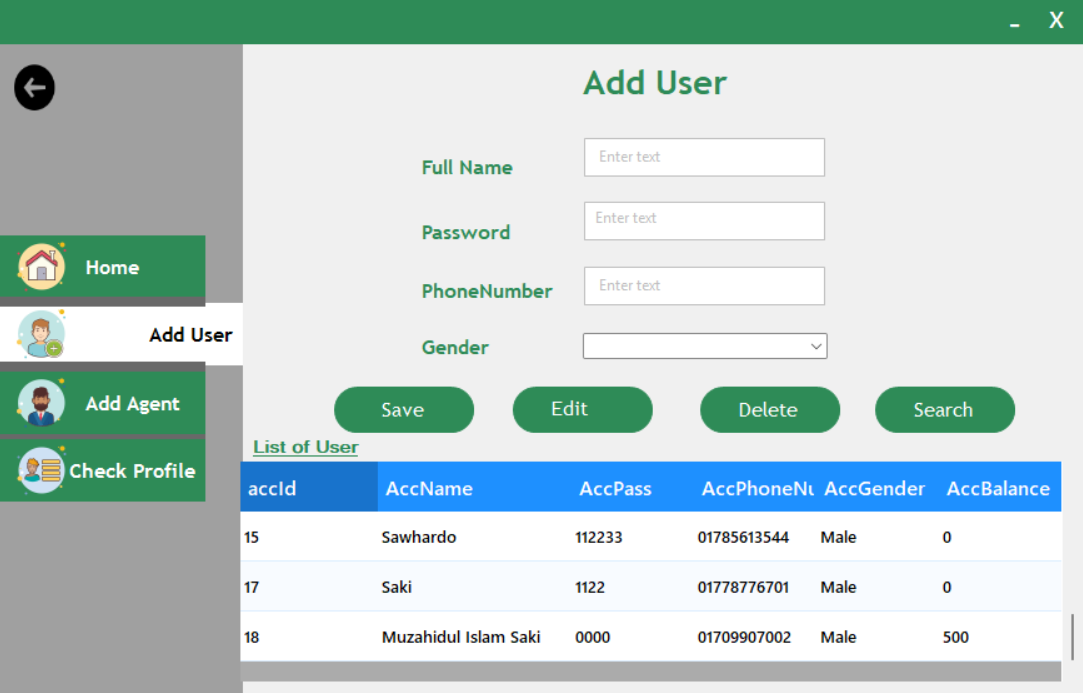 _ X
Add User
Full Name Enter text
Password Enter text
PhoneNumber Enter text
Gender
Home
Add User
Add Agent
Check Profile
Save Edit Delete Search
List of User
accId AccName AccPass AccPhoneNu AccGender AccBalance
15 Sawhardo 112233 01785613544 Male 0
17 Saki 1122 01778776701 Male 0
18 Muzahidul Islam Saki 0000 01709907002 Male 500